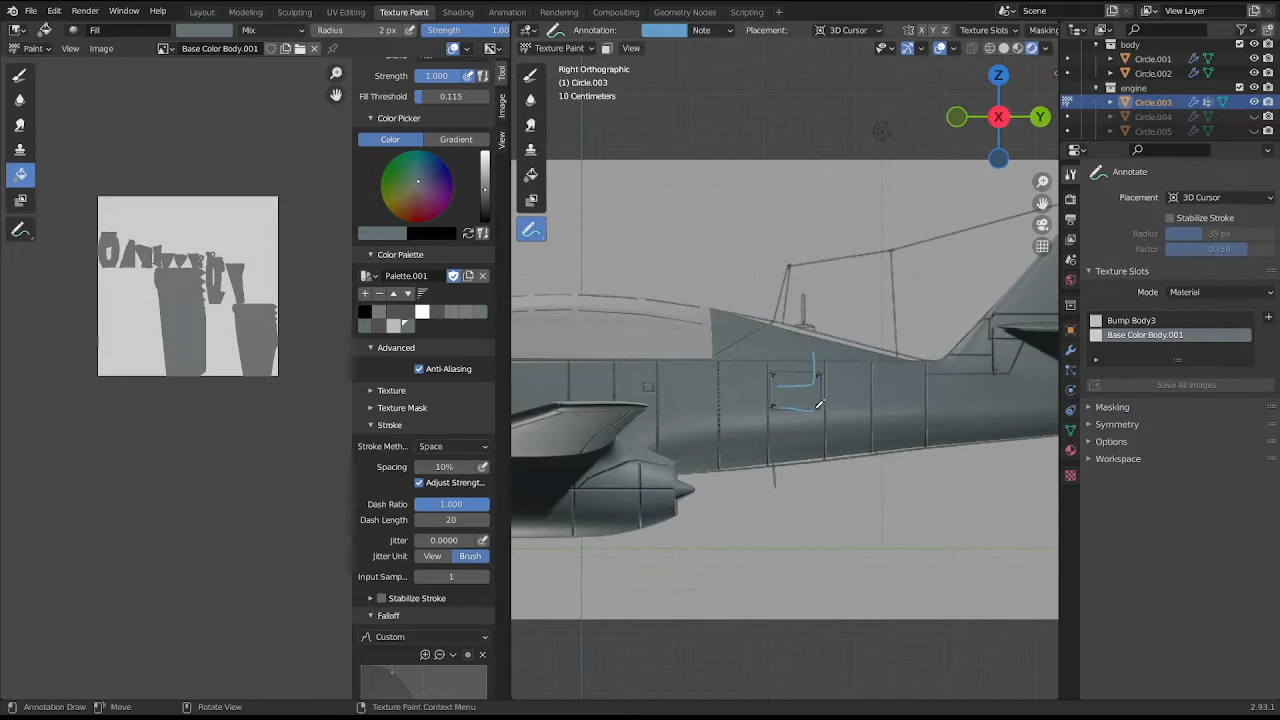 File Edit Render Window Help Layout Modeling Sculpting UV Editing Texture Paint Shading Animation Rendering Compositing Geometry Nodes Scripting Scene View Layer
Fill Mix Radius 2 px Strength 1.00 Annotation: Note Placement: 3D Cursor X Y Z Texture Slots Masking
Paint View Image Base Color Body.001 Texture Paint View
body
Circle.001
Circle.002
engine
Circle.003
Circle.004
Circle.005
Strength 1.000
Fill Threshold 0.115
Color Picker
Color Gradient
Color Palette
Palette.001
Advanced
Anti-Aliasing
Texture
Texture Mask
Stroke
Stroke Meth.. Space
Spacing 10%
Adjust Strengt...
Dash Ratio 1.000
Dash Length 20
Jitter 0.0000
Jitter Unit View Brush
Input Samp... 1
Stabilize Stroke
Falloff
Custom
Tool
Image
View
Right Orthographic
(1) Circle.003
10 Centimeters
Z
X
Y
Annotate
Placement 3D Cursor
Stabilize Stroke
Radius 35 px
Factor 0.750
Texture Slots
Mode Material
Bump Body3
Base Color Body.001
Save All Images
Masking
Symmetry
Options
Workspace
Annotation Draw Move Rotate View Texture Paint Context Menu 2.93.1